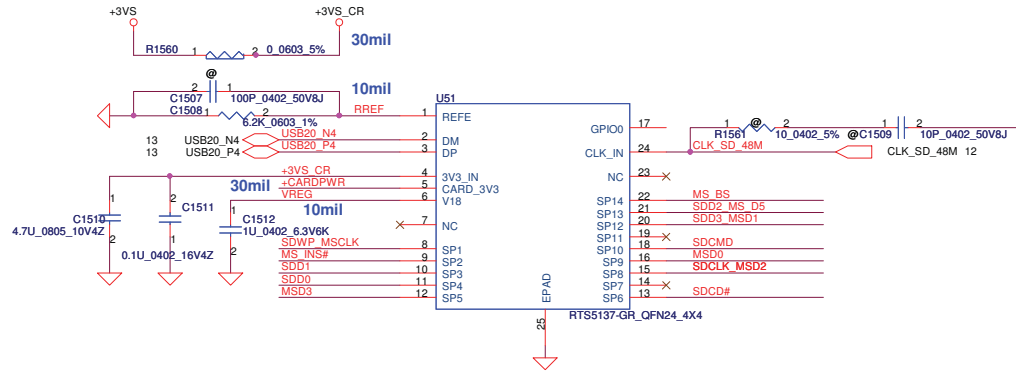 +3VS
+3VS_CR
R1560 1 2 0_0603_5%
30mil
@
2 1
10mil
C1507 100P_0402_50V8J
C1508 1 2
RREF
6.2K_0603_1%
U51
1 REFE
GPIO0 17
R1561 1 @ 2 10_0402_5%
@C1509 1 2 10P_0402_50V8J
13 USB20_N4 USB20_N4 2 DM
13 USB20_P4 USB20_P4 3 DP
CLK_IN 24 CLK_SD_48M
CLK_SD_48M 12
+3VS_CR 4 3V3_IN
NC 23
30mil +CARDPWR 5 CARD_3V3
VREG 6 V18
10mil
SP14 22 MS_BS
SP13 21 SDD2_MS_D5
SP12 20 SDD3_MSD1
7 NC
SP11 19
1 C1510 2
4.7U_0805_10V4Z
2 C1511 1
0.1U_0402_16V4Z
1 C1512 2
1U_0402_6.3V6K
SDWP_MSCLK 8 SP1
SP10 18 SDCMD
MS_INS# 9 SP2
SP9 16 MSD0
SDD1 10 SP3
SP8 15 SDCLK_MSD2
SDD0 11 SP4
SP7 14
MSD3 12 SP5
SP6 13 SDCD#
EPAD
25
RTS5137-GR_QFN24_4X4